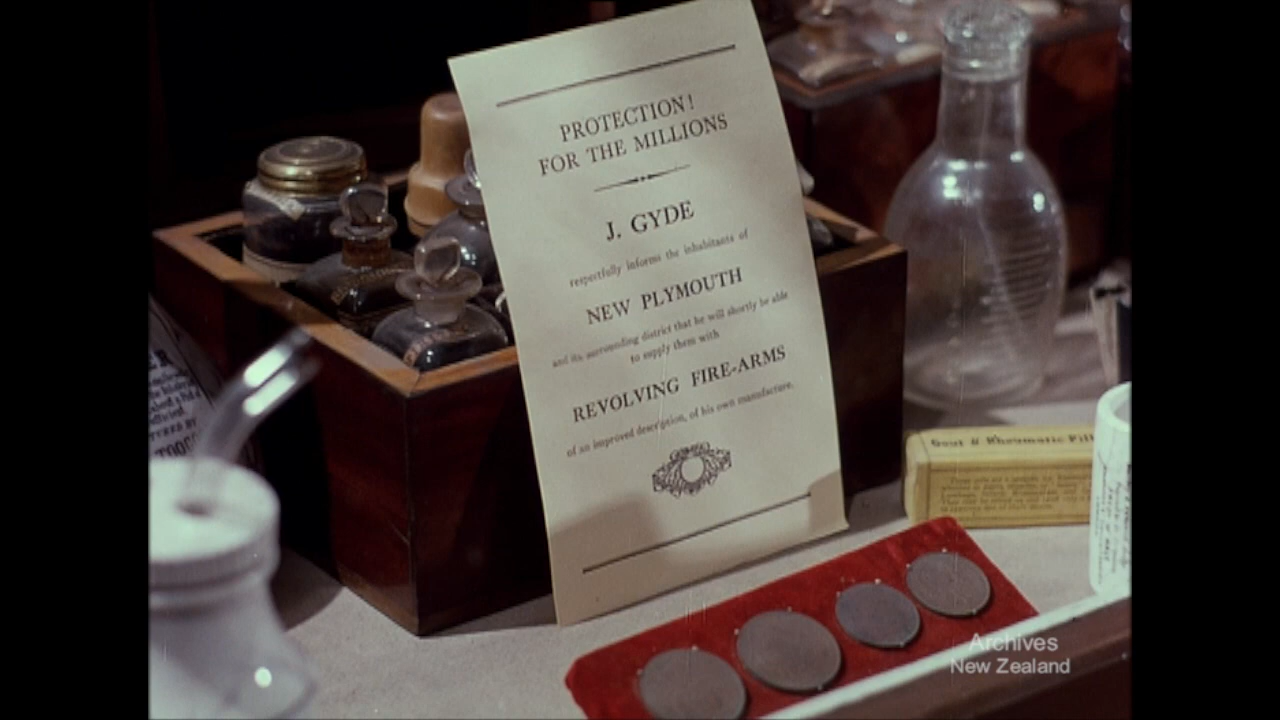 PROTECTION!
FOR THE MILLIONS
J. GYDE
respectfully informs the inhabitants of
NEW PLYMOUTH
and its surrounding district that he will shortly be able
to supply them with
REVOLVING FIRE-ARMS
of an improved description, of his own manufacture.
Gout & Rheumatic Pills
Archives
New Zealand